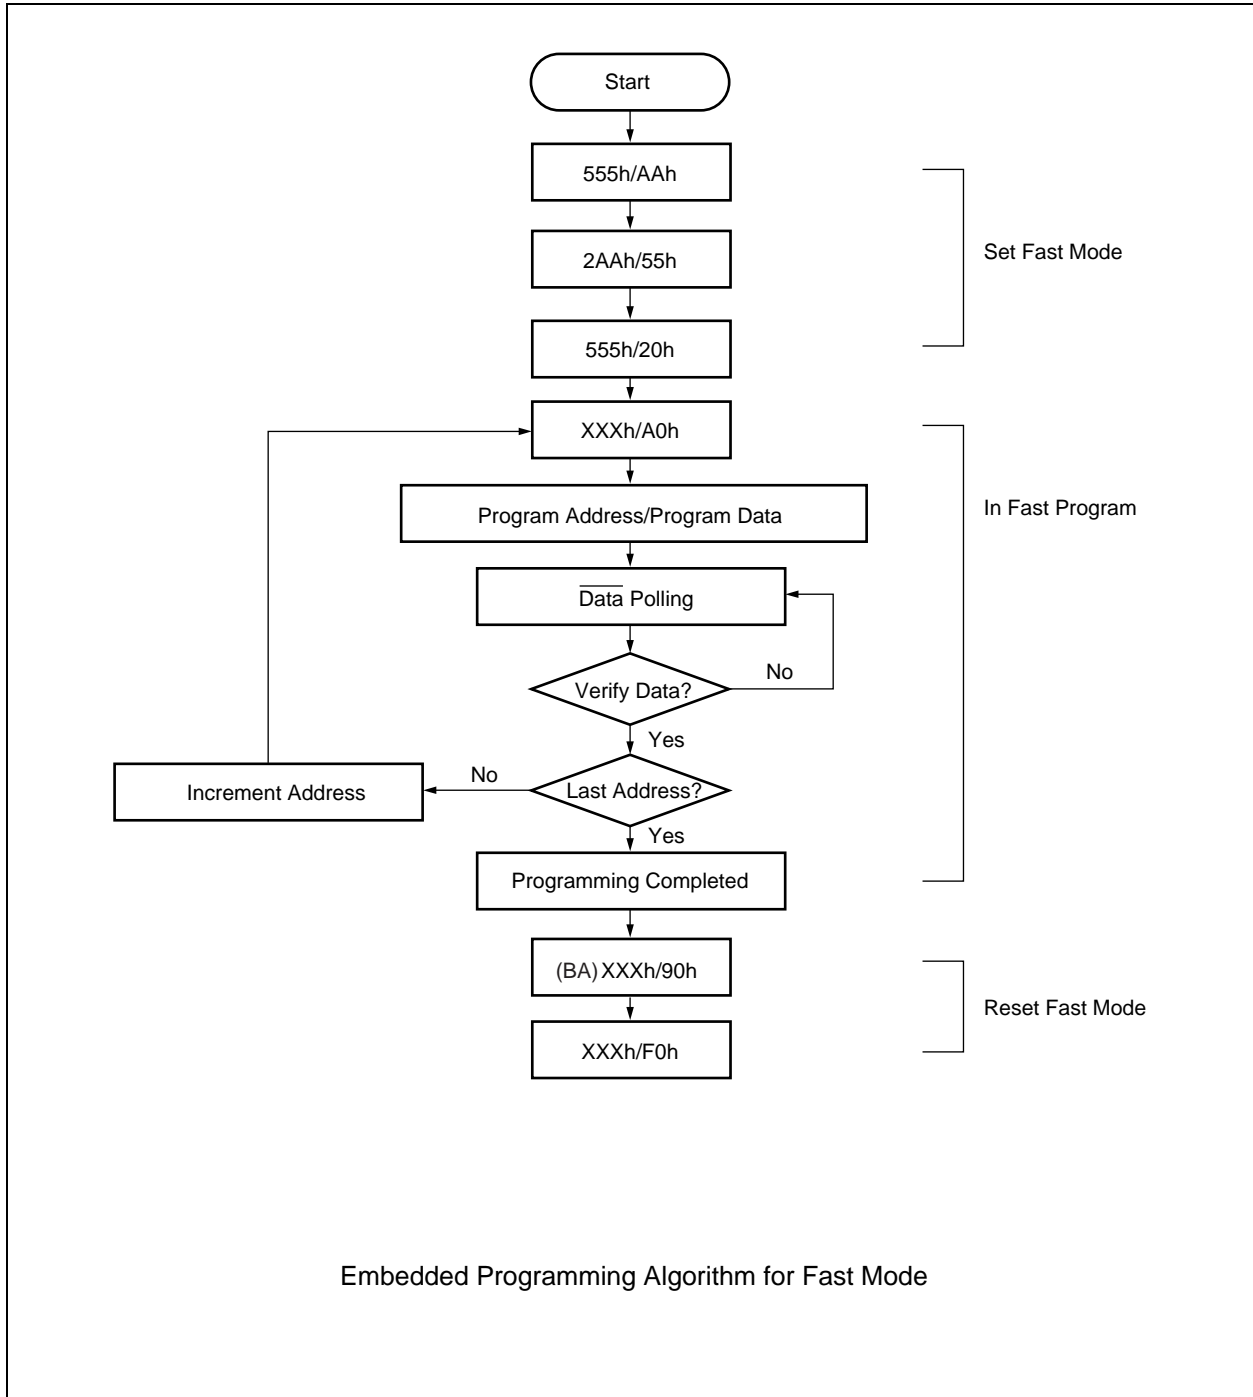 Start
555h/AAh
2AAh/55h
Set Fast Mode
555h/20h
XXXh/A0h
Program Address/Program Data
In Fast Program
Data Polling
Verify Data?
No
Yes
Last Address?
No
Increment Address
Yes
Programming Completed
(BA) XXXh/90h
Reset Fast Mode
XXXh/F0h
Embedded Programming Algorithm for Fast Mode